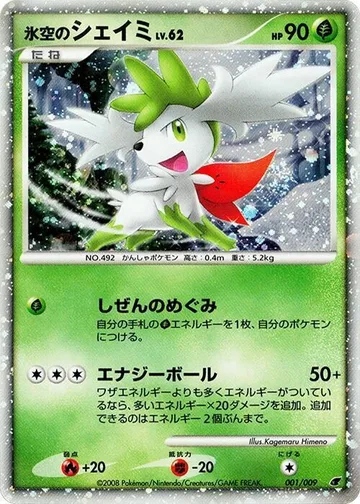 氷空のシェイミ LV.62 HP 90
たね
NO.492 かんしゃポケモン 高さ:0.4m 重さ:5.2kg
しぜんのめぐみ
自分の手札の エネルギーを1枚、自分のポケモン
につける。
エナジーボール 50+
ワザエネルギーよりも多くエネルギーがついてい
るなら、多いエネルギー×20ダメージを追加。追加
できるのはエネルギー2個ぶんまで。
Illus.Kagemaru Himeno
弱点 抵抗力 にげる
+20 -20
©2008 Pokémon/Nintendo/Creatures/GAME FREAK. 001/009